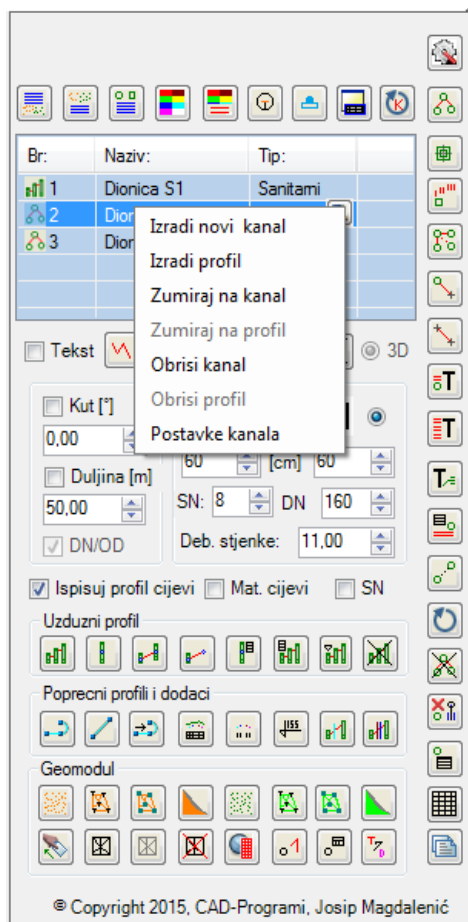 Br: Naziv: Tip:
1 Dionica S1 Sanitarni
2 Dior
3 Dior
Izradi novi kanal
Izradi profil
Zumiraj na kanal
Zumiraj na profil
Obrisi kanal
Obrisi profil
Postavke kanala
Tekst 3D
Kut [°]
0,00
60 [cm] 60
Duljina [m]
50,00
SN: 8 DN 160
DN/OD
Deb. stjenke: 11,00
Ispisuj profil cijevi Mat. cijevi SN
Uzduzni profil
Poprecni profili i dodaci
Geomodul
© Copyright 2015, CAD-Programi, Josip Magdalenić